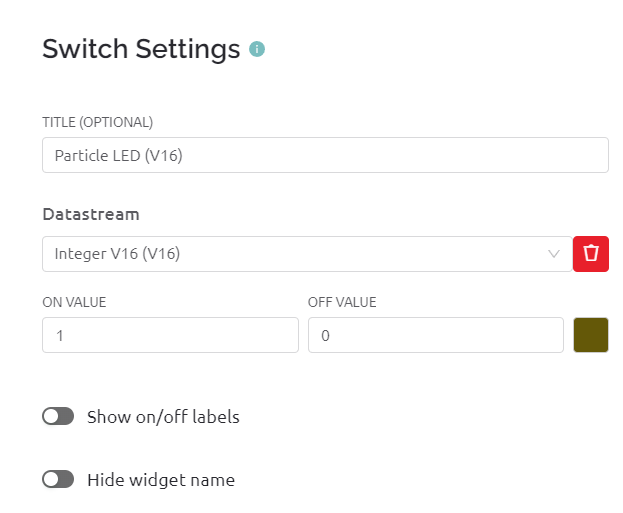 Switch Settings
TITLE (OPTIONAL)
Particle LED (V16)
Datastream
Integer V16 (V16)
ON VALUE
OFF VALUE
1
0
Show on/off labels
Hide widget name